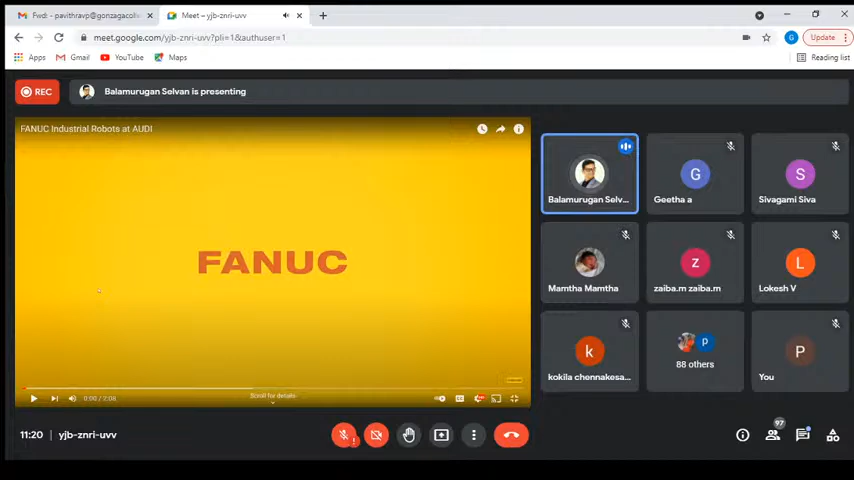 Fwd: - pavithravp@gonzagacoll
Meet – yjb-znri-uvv
meet.google.com/yjb-znri-uvv?pli=1&authuser=1
G
Update
Apps
Gmail
YouTube
Maps
Reading list
REC
Balamurugan Selvan is presenting
FANUC Industrial Robots at AUDI
FANUC
0:00 / 2:08
Scroll for details
Balamurugan Selv...
G
Geetha a
S
Sivagami Siva
Mamtha Mamtha
z
zaiba.m zaiba.m
L
Lokesh V
k
kokila chennakesa...
p
88 others
P
You
11:20
yjb-znri-uvv
97